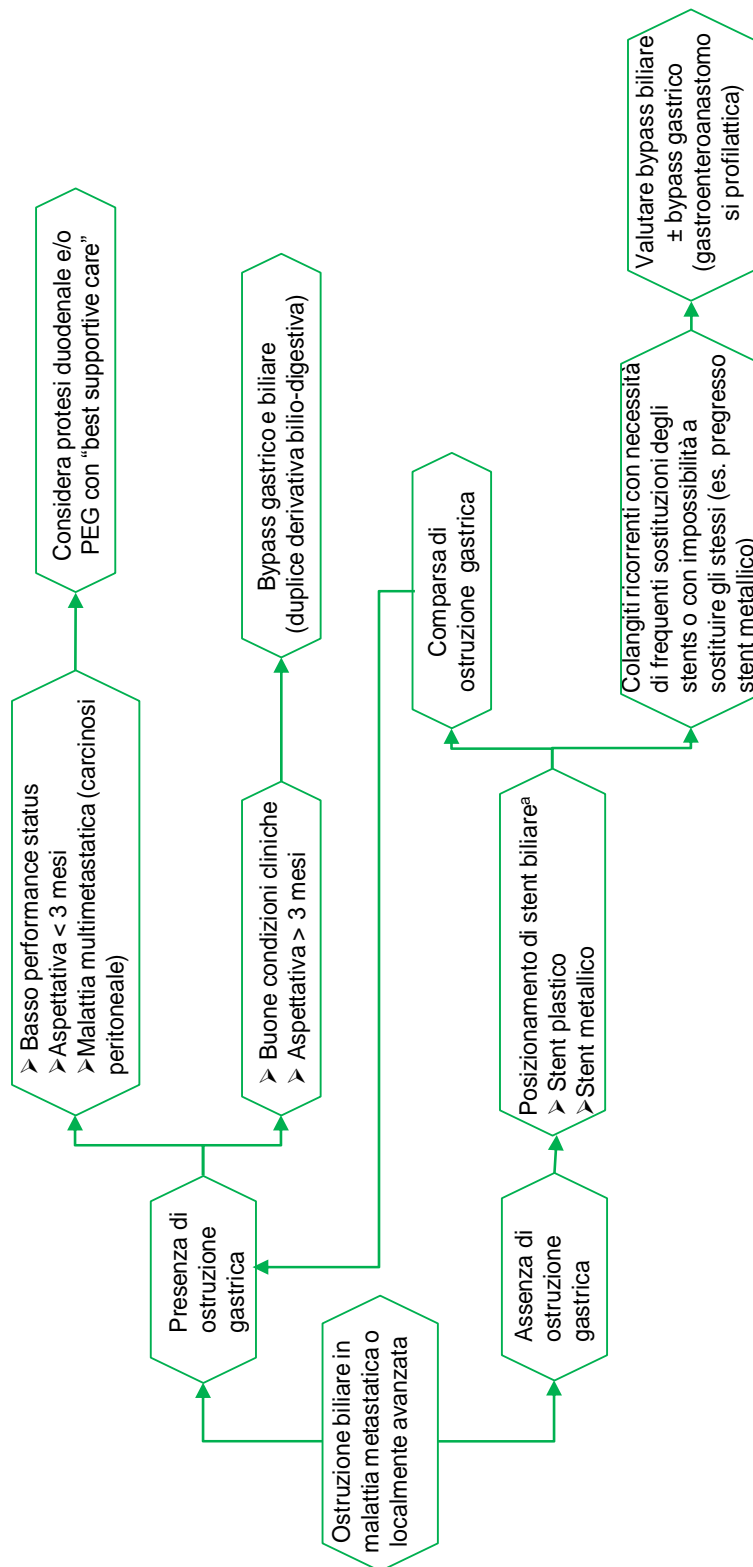 Ostruzione biliare in
malattia metastatica o
localmente avanzata
Presenza di
ostruzione
gastrica
➢ Basso performance status
➢Aspettativa < 3 mesi
➢Malattia multimetastatica (carcinosi
peritoneale)
Considera protesi duodenale e/o
PEG con “best supportive care”
➢ Buone condizioni cliniche
➢ Aspettativa > 3 mesi
Bypass gastrico e biliare
(duplice derivativa bilio-digestiva)
Assenza di
ostruzione
gastrica
Posizionamento di stent biliareª
➢ Stent plastico
➢Stent metallico
Comparsa di
ostruzione gastrica
Colangiti ricorrenti con necessità
di frequenti sostituzioni degli
stents o con impossibilità a
sostituire gli stessi (es. pregresso
stent metallico)
Valutare bypass biliare
± bypass gastrico
(gastroenteroanastomo
si profilattica)